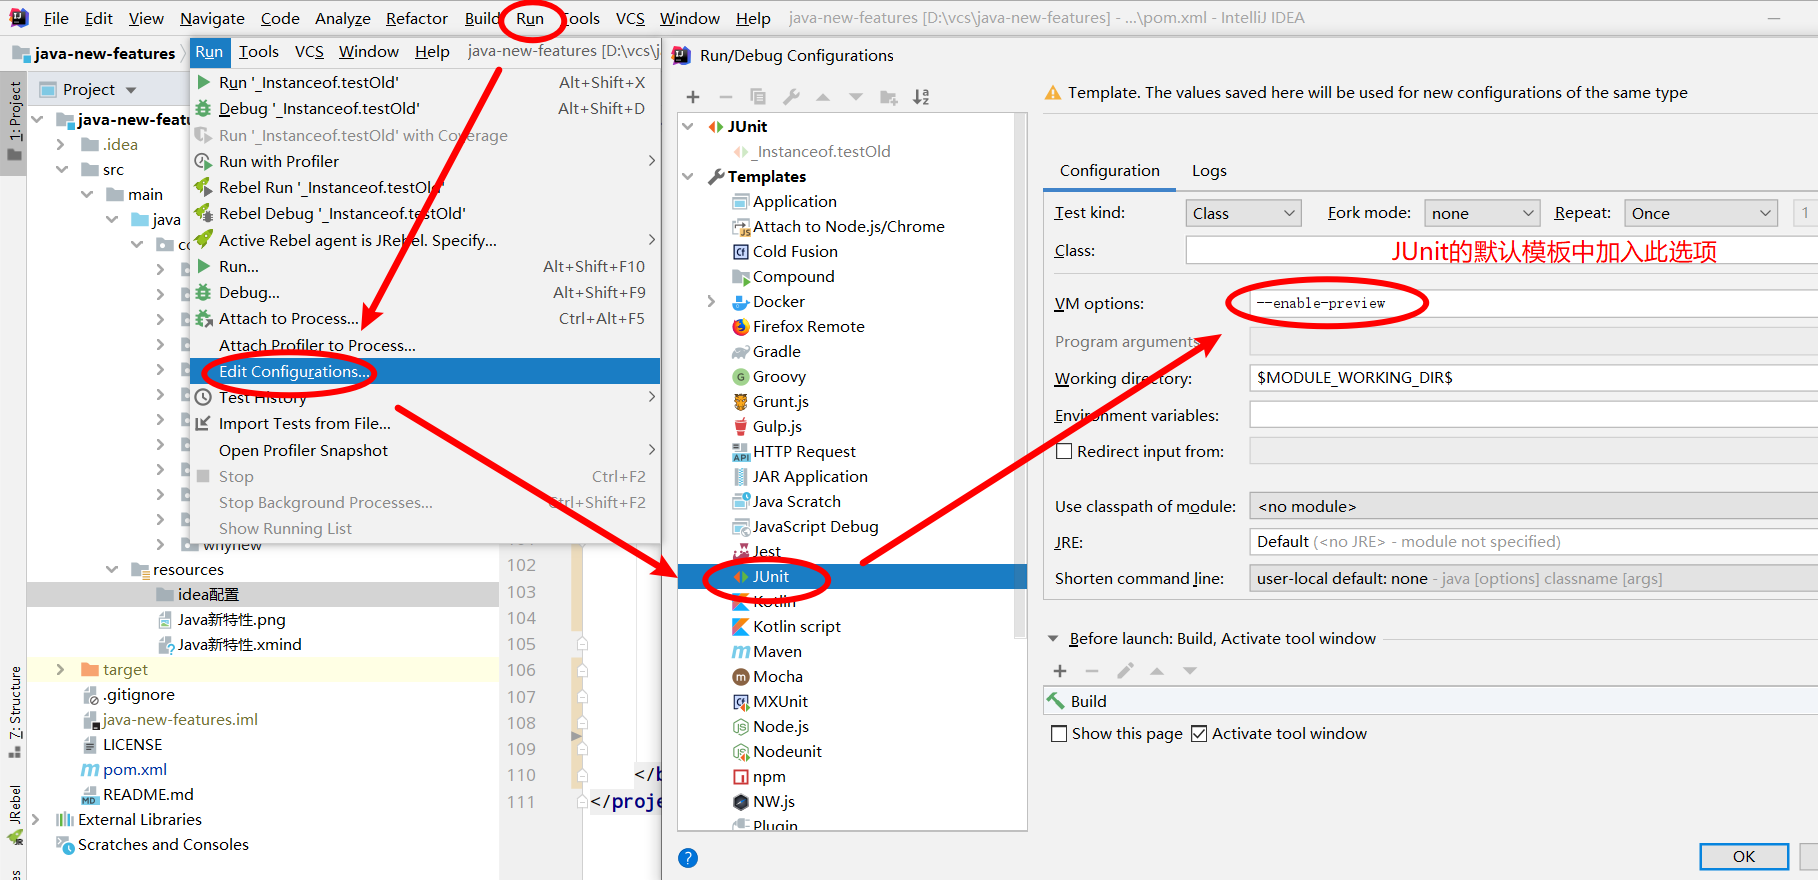 File Edit View Navigate Code Analyze Refactor Build Run Tools VCS Window Help java-new-features [D:\vcs\java-new-features] - ...\pom.xml - IntelliJ IDEA
java-new-features
Run Tools VCS Window Help java-new-features [D:\vcs\j
Project
1: Project
java-new-featu
.idea
src
main
java
co
whynew
resources
idea配置
Java新特性.png
Java新特性.xmind
target
.gitignore
java-new-features.iml
LICENSE
pom.xml
README.md
External Libraries
Scratches and Consoles
7: Structure
JRebel
Run '_Instanceof.testOld' Alt+Shift+X
Debug '_Instanceof.testOld' Alt+Shift+D
Run '_Instanceof.testOld' with Coverage
Run with Profiler
Rebel Run '_Instanceof.testOld'
Rebel Debug '_Instanceof.testOld'
Active Rebel agent is JRebel. Specify...
Run... Alt+Shift+F10
Debug... Alt+Shift+F9
Attach to Process... Ctrl+Alt+F5
Attach Profiler to Process...
Edit Configurations...
Test History
Import Tests from File...
Open Profiler Snapshot
Stop Ctrl+F2
Stop Background Processes... Ctrl+Shift+F2
Show Running List
102
103
104
105
106
107
108
109
110 </b
111 </proje
Run/Debug Configurations
JUnit
_Instanceof.testOld
Templates
Application
Attach to Node.js/Chrome
Cold Fusion
Compound
Docker
Firefox Remote
Gradle
Groovy
Grunt.js
Gulp.js
HTTP Request
JAR Application
Java Scratch
JavaScript Debug
Jest
JUnit
Kotlin
Kotlin script
Maven
Mocha
MXUnit
Node.js
Nodeunit
npm
NW.js
Plugin
Template. The values saved here will be used for new configurations of the same type
Configuration Logs
Test kind: Class Fork mode: none Repeat: Once 1
Class: JUnit的默认模板中加入此选项
VM options: --enable-preview
Program arguments
Working directory: $MODULE_WORKING_DIR$
Environment variables:
Redirect input from:
Use classpath of module: <no module>
JRE: Default (<no JRE> - module not specified)
Shorten command line: user-local default: none - java [options] classname [args]
Before launch: Build, Activate tool window
Build
Show this page Activate tool window
OK